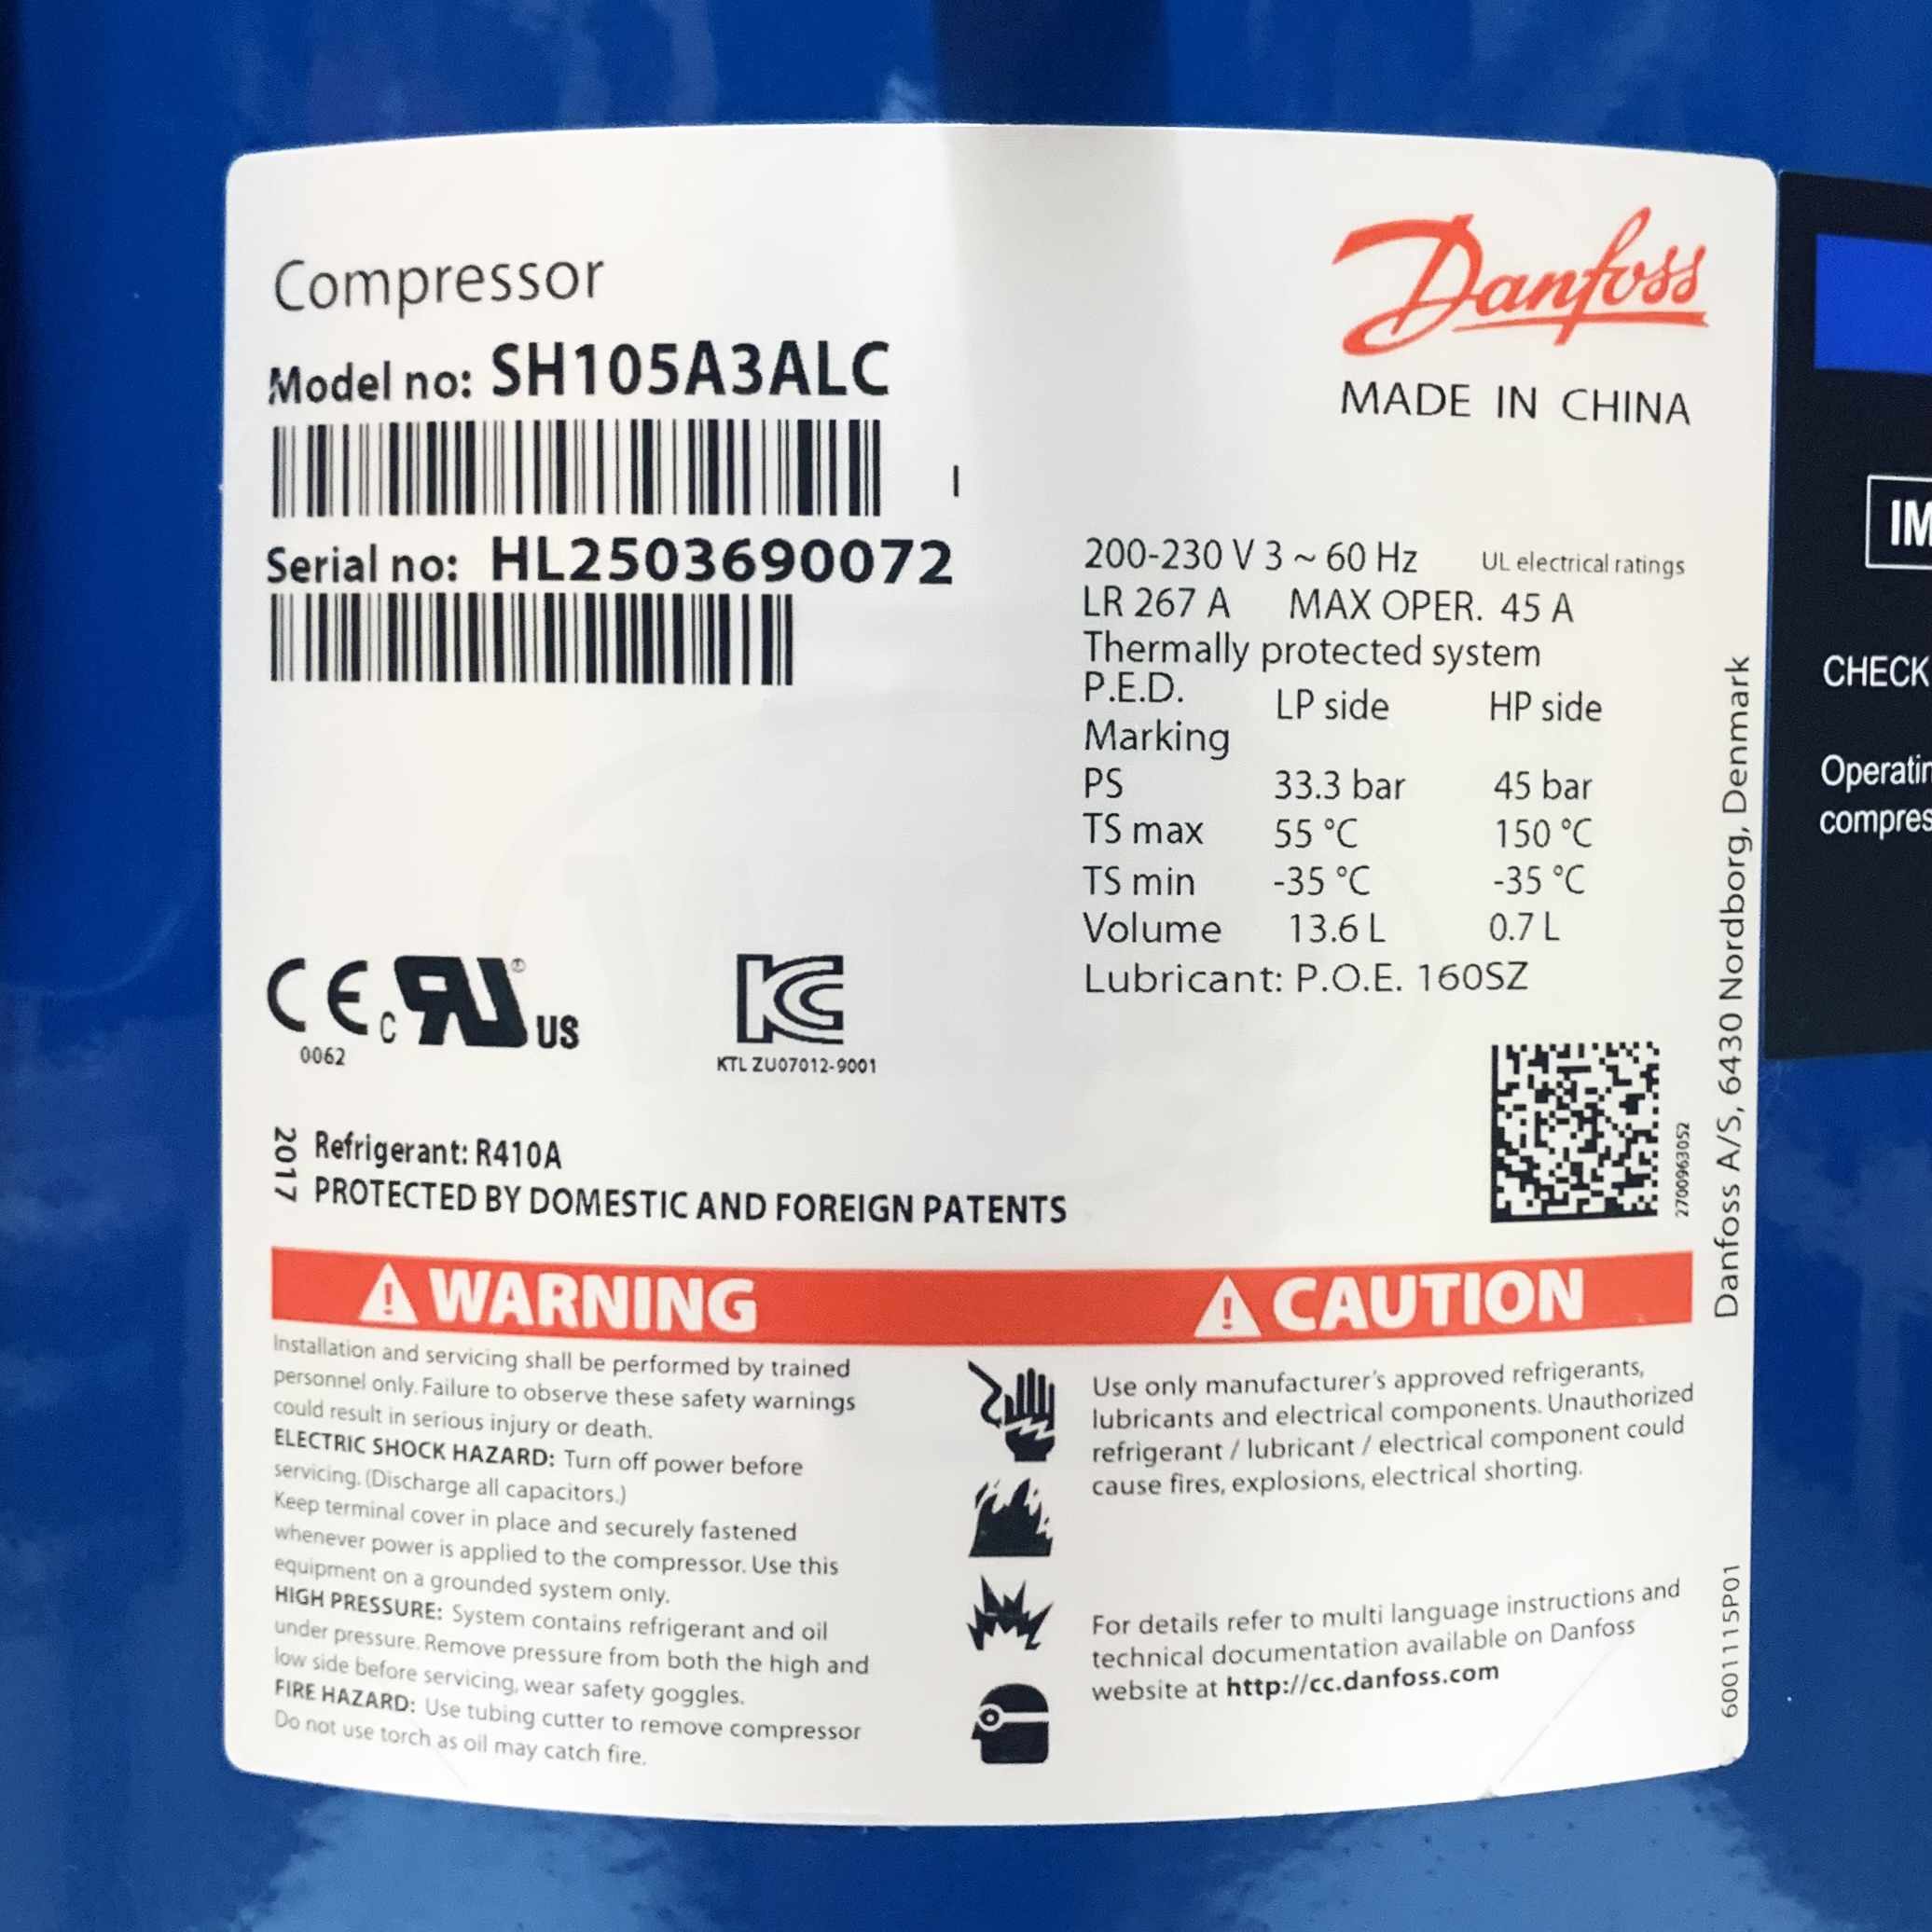 Compressor
Model no: SH105A3ALC
Serial no: HL2503690072
Danfoss
MADE IN CHINA
200-230 V 3 ~ 60 Hz UL electrical ratings
LR 267 A MAX OPER. 45 A
Thermally protected system
P.E.D. LP side HP side
Marking
PS 33.3 bar 45 bar
TS max 55 °C 150 °C
TS min -35 °C -35 °C
Volume 13.6 L 0.7 L
Lubricant: P.O.E. 160SZ
CE c RU ® US
0062
KC
KTL ZU07012-9001
2017
Refrigerant: R410A
PROTECTED BY DOMESTIC AND FOREIGN PATENTS
2700963052
Danfoss A/S, 6430 Nordborg, Denmark
WARNING
Installation and servicing shall be performed by trained
personnel only. Failure to observe these safety warnings
could result in serious injury or death.
ELECTRIC SHOCK HAZARD: Turn off power before
servicing. (Discharge all capacitors.)
Keep terminal cover in place and securely fastened
whenever power is applied to the compressor. Use this
equipment on a grounded system only.
HIGH PRESSURE: System contains refrigerant and oil
under pressure. Remove pressure from both the high and
low side before servicing, wear safety goggles.
FIRE HAZARD: Use tubing cutter to remove compressor
Do not use torch as oil may catch fire.
CAUTION
Use only manufacturer's approved refrigerants,
lubricants and electrical components. Unauthorized
refrigerant / lubricant / electrical component could
cause fires, explosions, electrical shorting.
For details refer to multi language instructions and
technical documentation available on Danfoss
website at http://cc.danfoss.com
6001115P01
CHECK